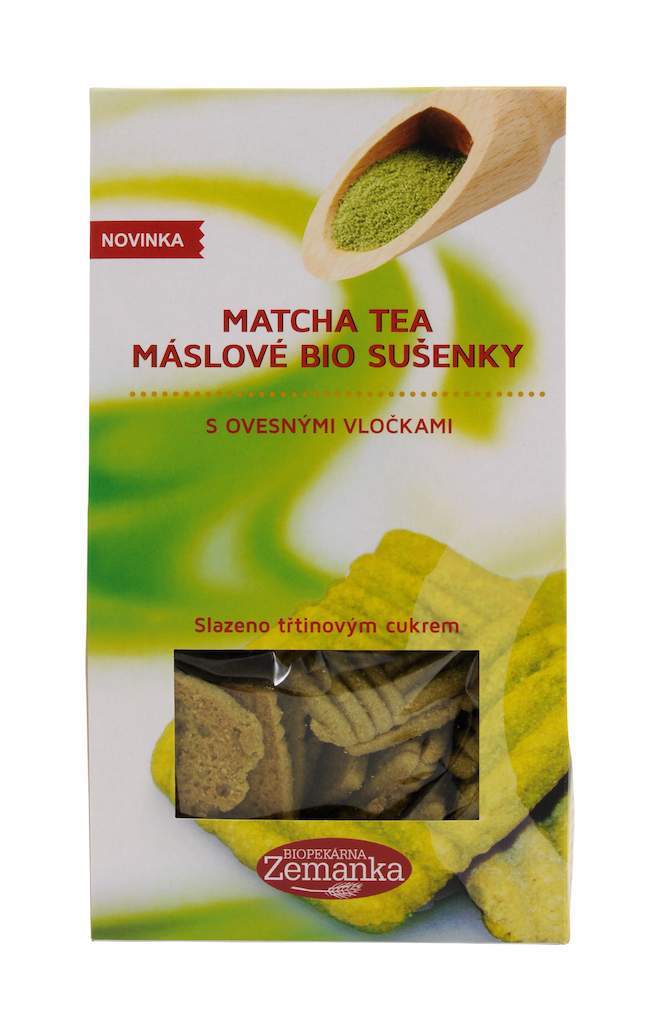 NOVINKA
MATCHA TEA
MÁSLOVÉ BIO SUŠENKY
S OVESNÝMI VLOČKAMI
Slazeno třtinovým cukrem
BIOPEKÁRNA
Zemanka